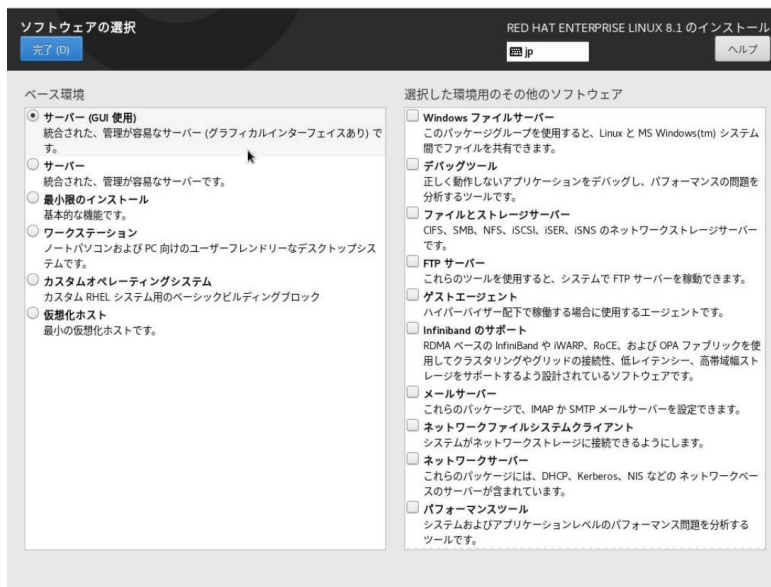 ソフトウェアの選択
完了 (D)
RED HAT ENTERPRISE LINUX 8.1 のインストール
jp
ヘルプ
ベース環境
サーバー (GUI 使用)
統合された、管理が容易なサーバー (グラフィカルインターフェイスあり) で
す。
サーバー
統合された、管理が容易なサーバーです。
最小限のインストール
基本的な機能です。
ワークステーション
ノートパソコンおよび PC 向けのユーザーフレンドリーなデスクトップシス
テムです。
カスタムオペレーティングシステム
カスタム RHEL システム用のベーシックビルディングブロック
仮想化ホスト
最小の仮想化ホストです。
選択した環境用のその他のソフトウェア
Windows ファイルサーバー
このパッケージグループを使用すると、Linux と MS Windows(tm) システム
間でファイルを共有できます。
デバッグツール
正しく動作しないアプリケーションをデバッグし、パフォーマンスの問題を
分析するツールです。
ファイルとストレージサーバー
CIFS、SMB、NFS、iSCSI、iSER、iSNS のネットワークストレージサーバー
です。
FTP サーバー
これらのツールを使用すると、システムで FTP サーバーを稼動できます。
ゲストエージェント
ハイパーバイザー配下で稼働する場合に使用するエージェントです。
Infiniband のサポート
RDMA ベースの InfiniBand や iWARP、RoCE、および OPA ファブリックを使
用してクラスタリングやグリッドの接続性、低レイテンシー、高帯域幅スト
レージをサポートするよう設計されているソフトウェアです。
メールサーバー
これらのパッケージで、IMAP か SMTP メールサーバーを設定できます。
ネットワークファイルシステムクライアント
システムがネットワークストレージに接続できるようにします。
ネットワークサーバー
これらのパッケージには、DHCP、Kerberos、NIS などの ネットワークベー
スのサーバーが含まれています。
パフォーマンスツール
システムおよびアプリケーションレベルのパフォーマンス問題を分析する
ツールです。